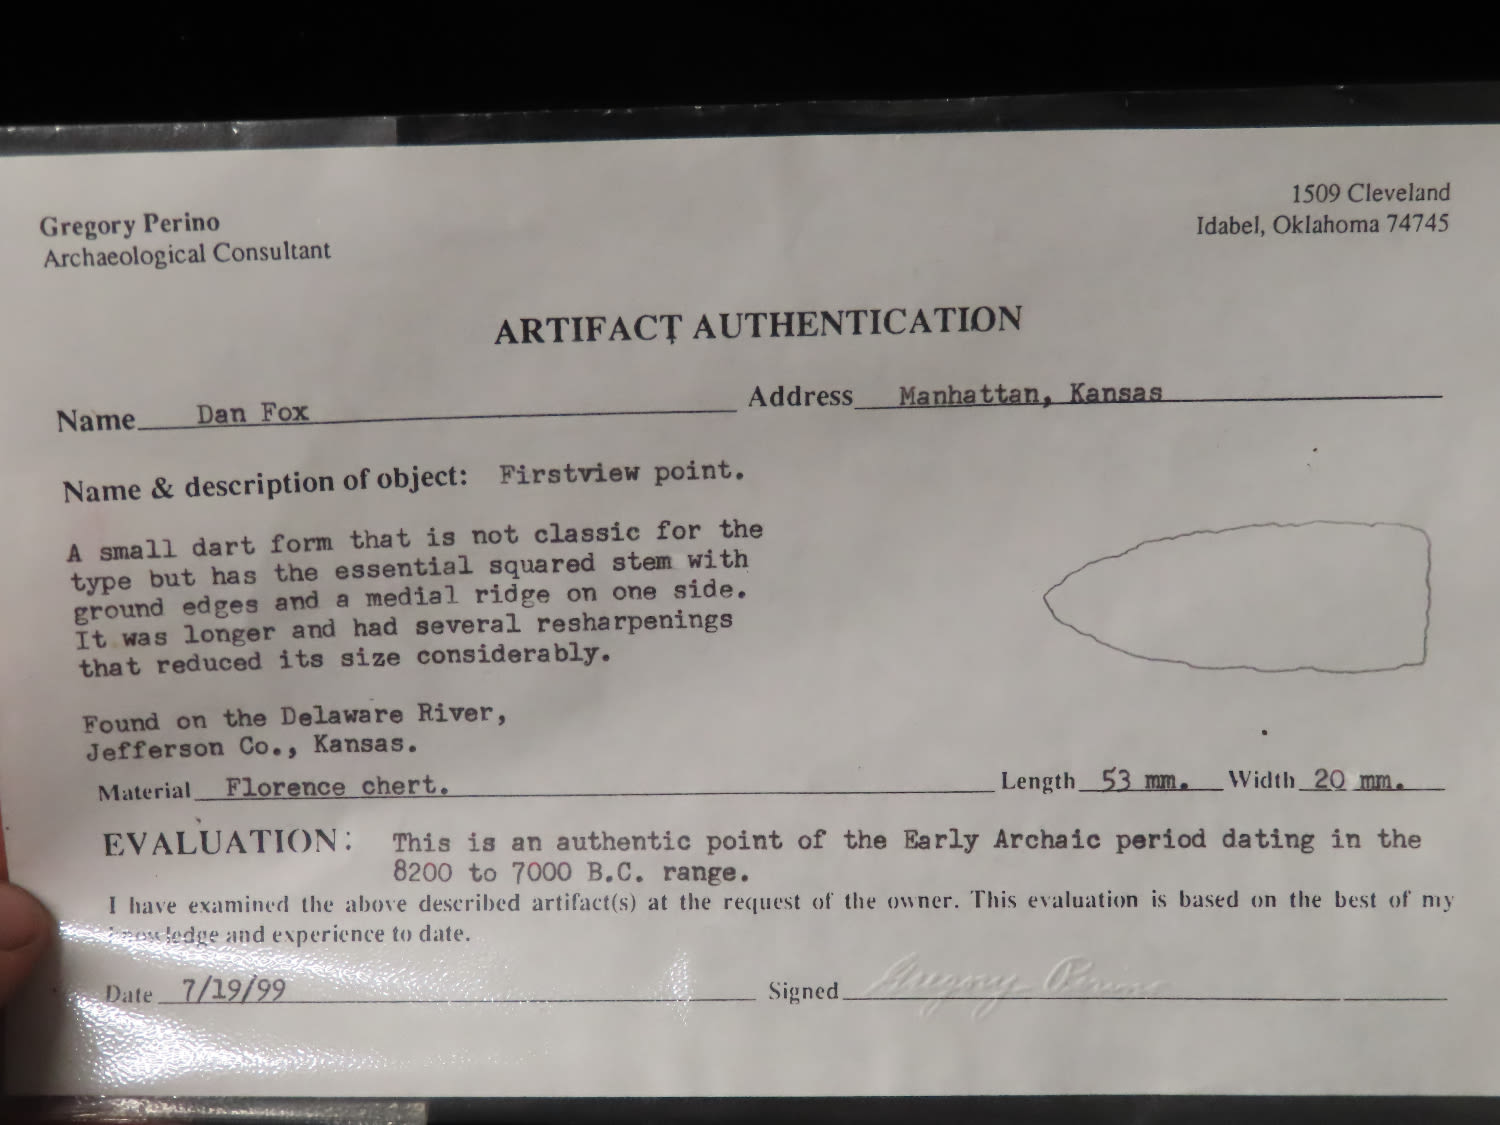 Gregory Perino
Archaeological Consultant
1509 Cleveland
Idabel, Oklahoma 74745
ARTIFACT AUTHENTICATION
Name Dan Fox Address Manhattan, Kansas
Name & description of object: Firstview point.
A small dart form that is not classic for the
type but has the essential squared stem with
ground edges and a medial ridge on one side.
It was longer and had several resharpenings
that reduced its size considerably.
Found on the Delaware River,
Jefferson Co., Kansas.
Material Florence chert. Length 53 mm. Width 20 mm.
EVALUATION: This is an authentic point of the Early Archaic period dating in the
8200 to 7000 B.C. range.
I have examined the above described artifact(s) at the request of the owner. This evaluation is based on the best of my
knowledge and experience to date.
Date 7/19/99 Signed Gregory Perino